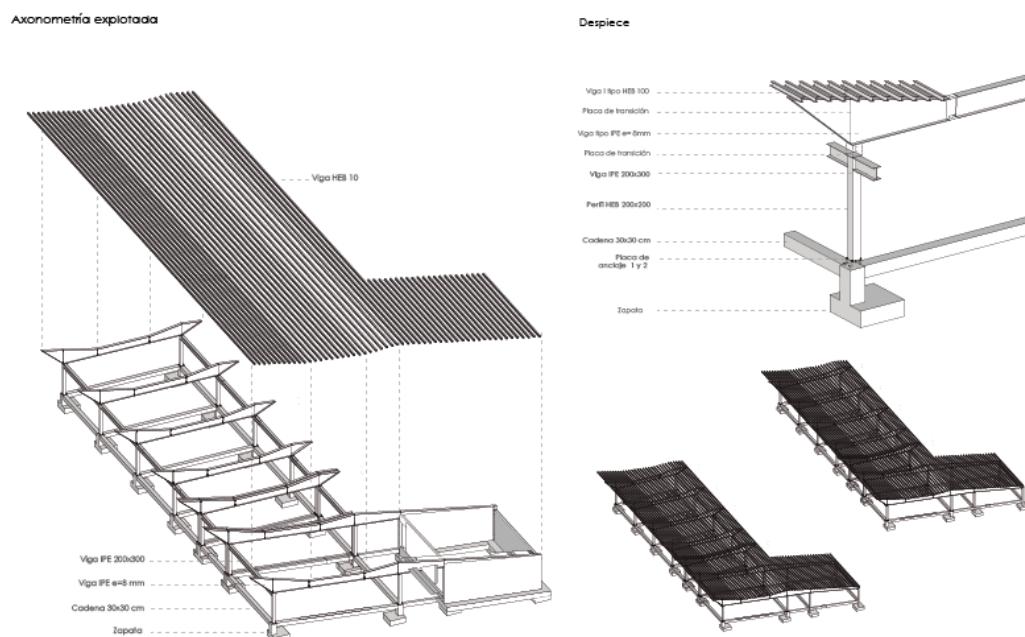 Axonometría explotada
Despiece
Viga HEB 10
Viga IPE 200x300
Viga IPE e=8 mm
Cadena 30x30 cm
Zapata
Viga I tipo HEB 100
Placa de transición
Viga tipo IPE e= 8mm
Placa de transición
Viga IPE 200x300
Perfil HEB 200x200
Cadena 30x30 cm
Placa de
anclaje 1 y 2
Zapata